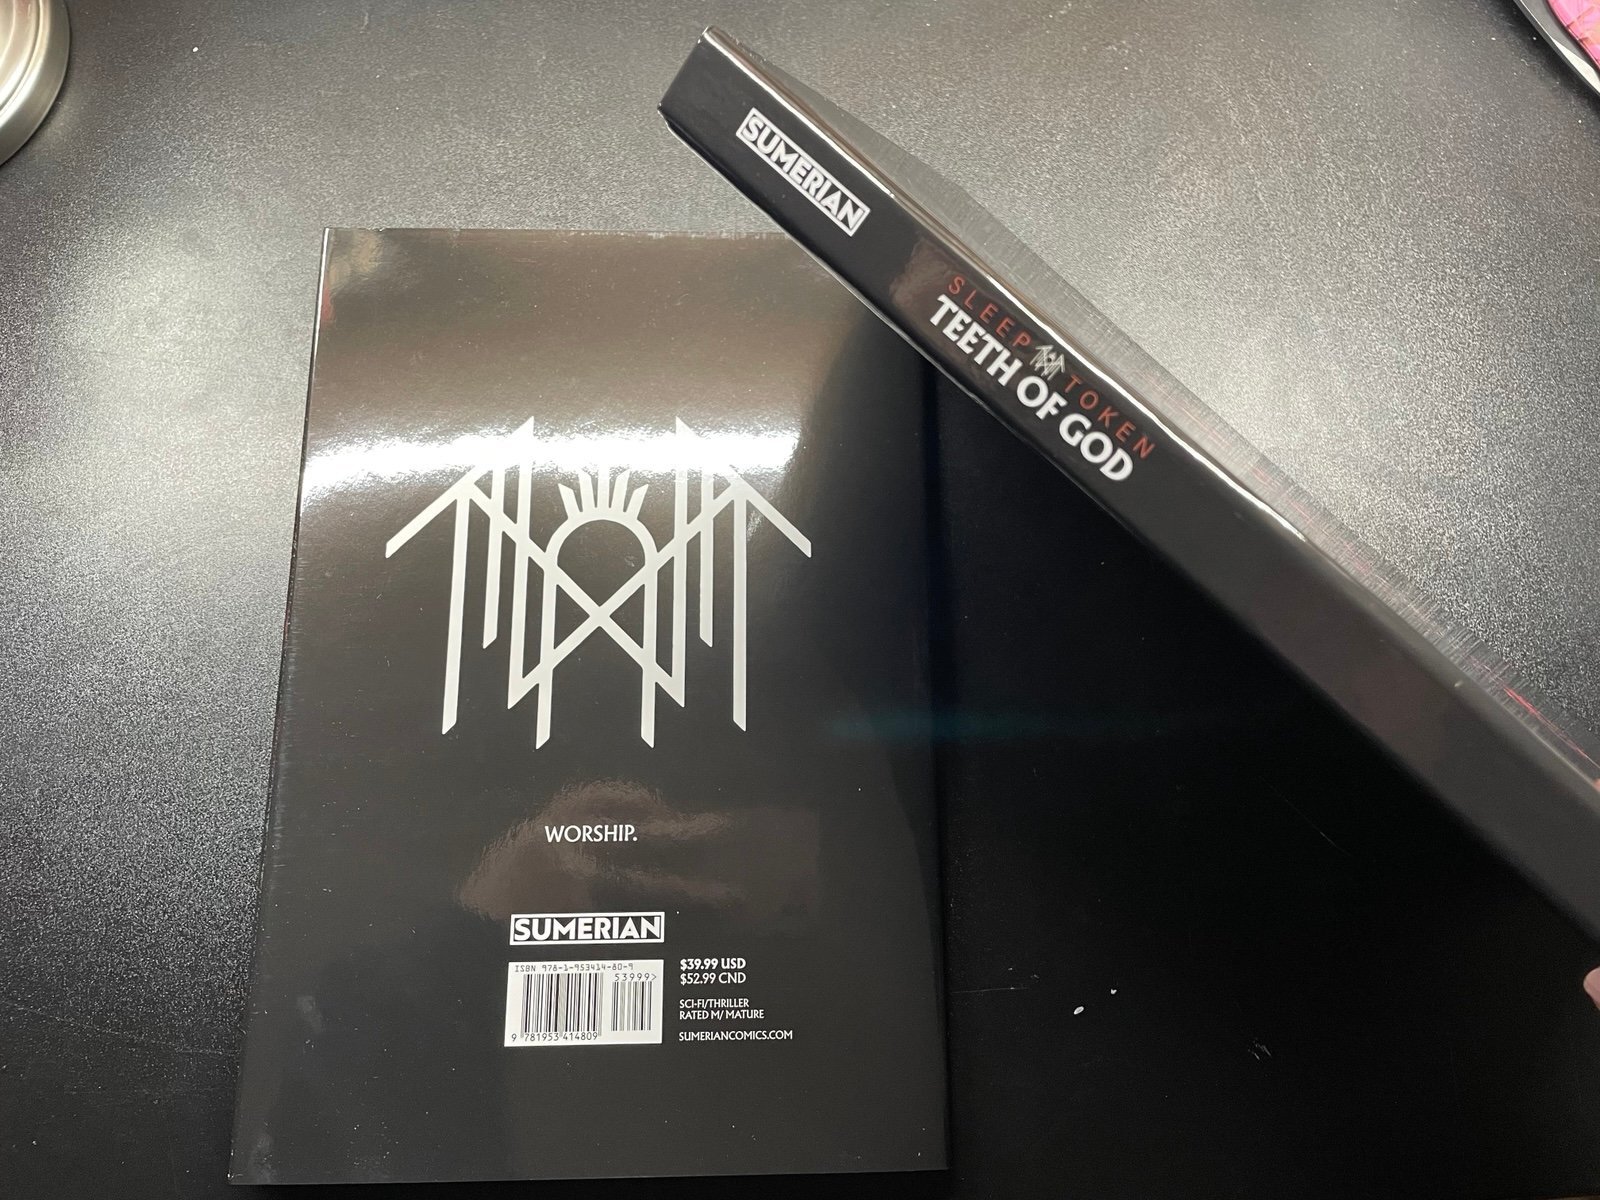 SUMERIAN
SLEEP TOKEN
TEETH OF GOD
WORSHIP.
SUMERIAN
ISBN 978-1-953414-80-9
53999>
9 781953 414809
$39.99 USD
$52.99 CND
SCI-FI/THRILLER
RATED M/ MATURE
SUMERIANCOMICS.COM